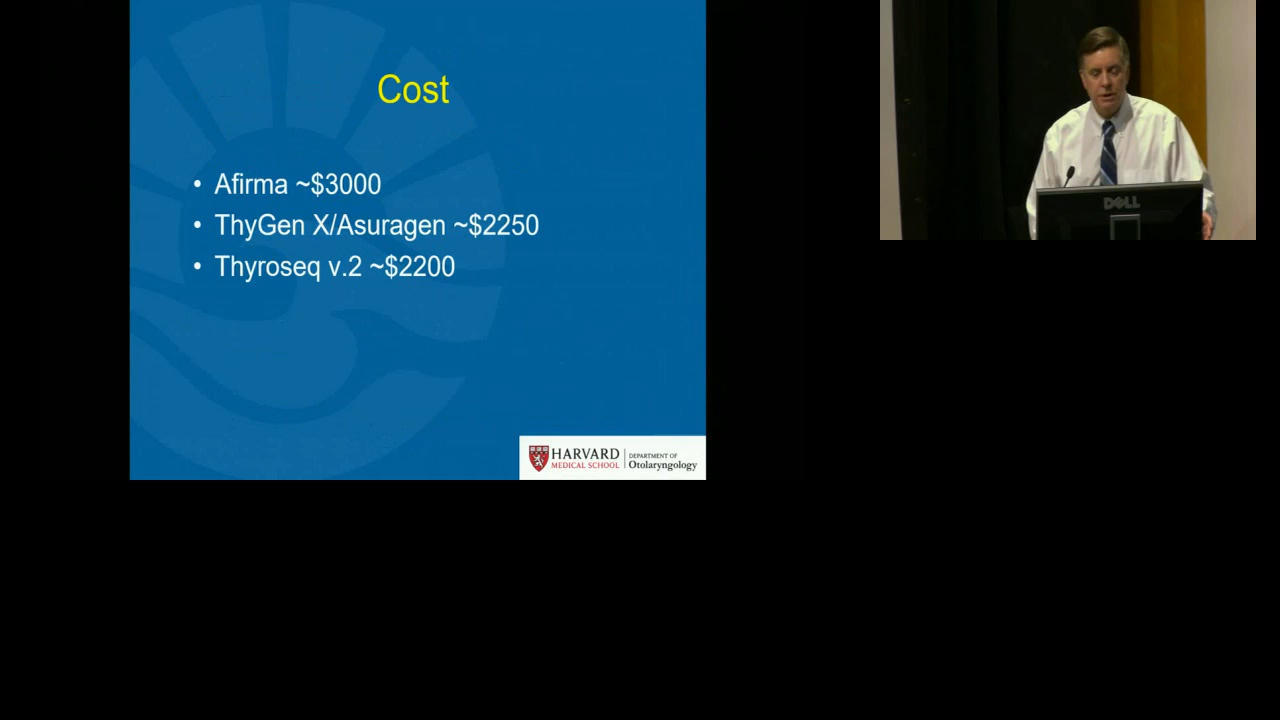 Cost
• Afirma ~$3000
• ThyGen X/Asuragen ~$2250
• Thyroseq v.2 ~$2200
HARVARD
MEDICAL SCHOOL
DEPARTMENT OF
Otolaryngology
DELL